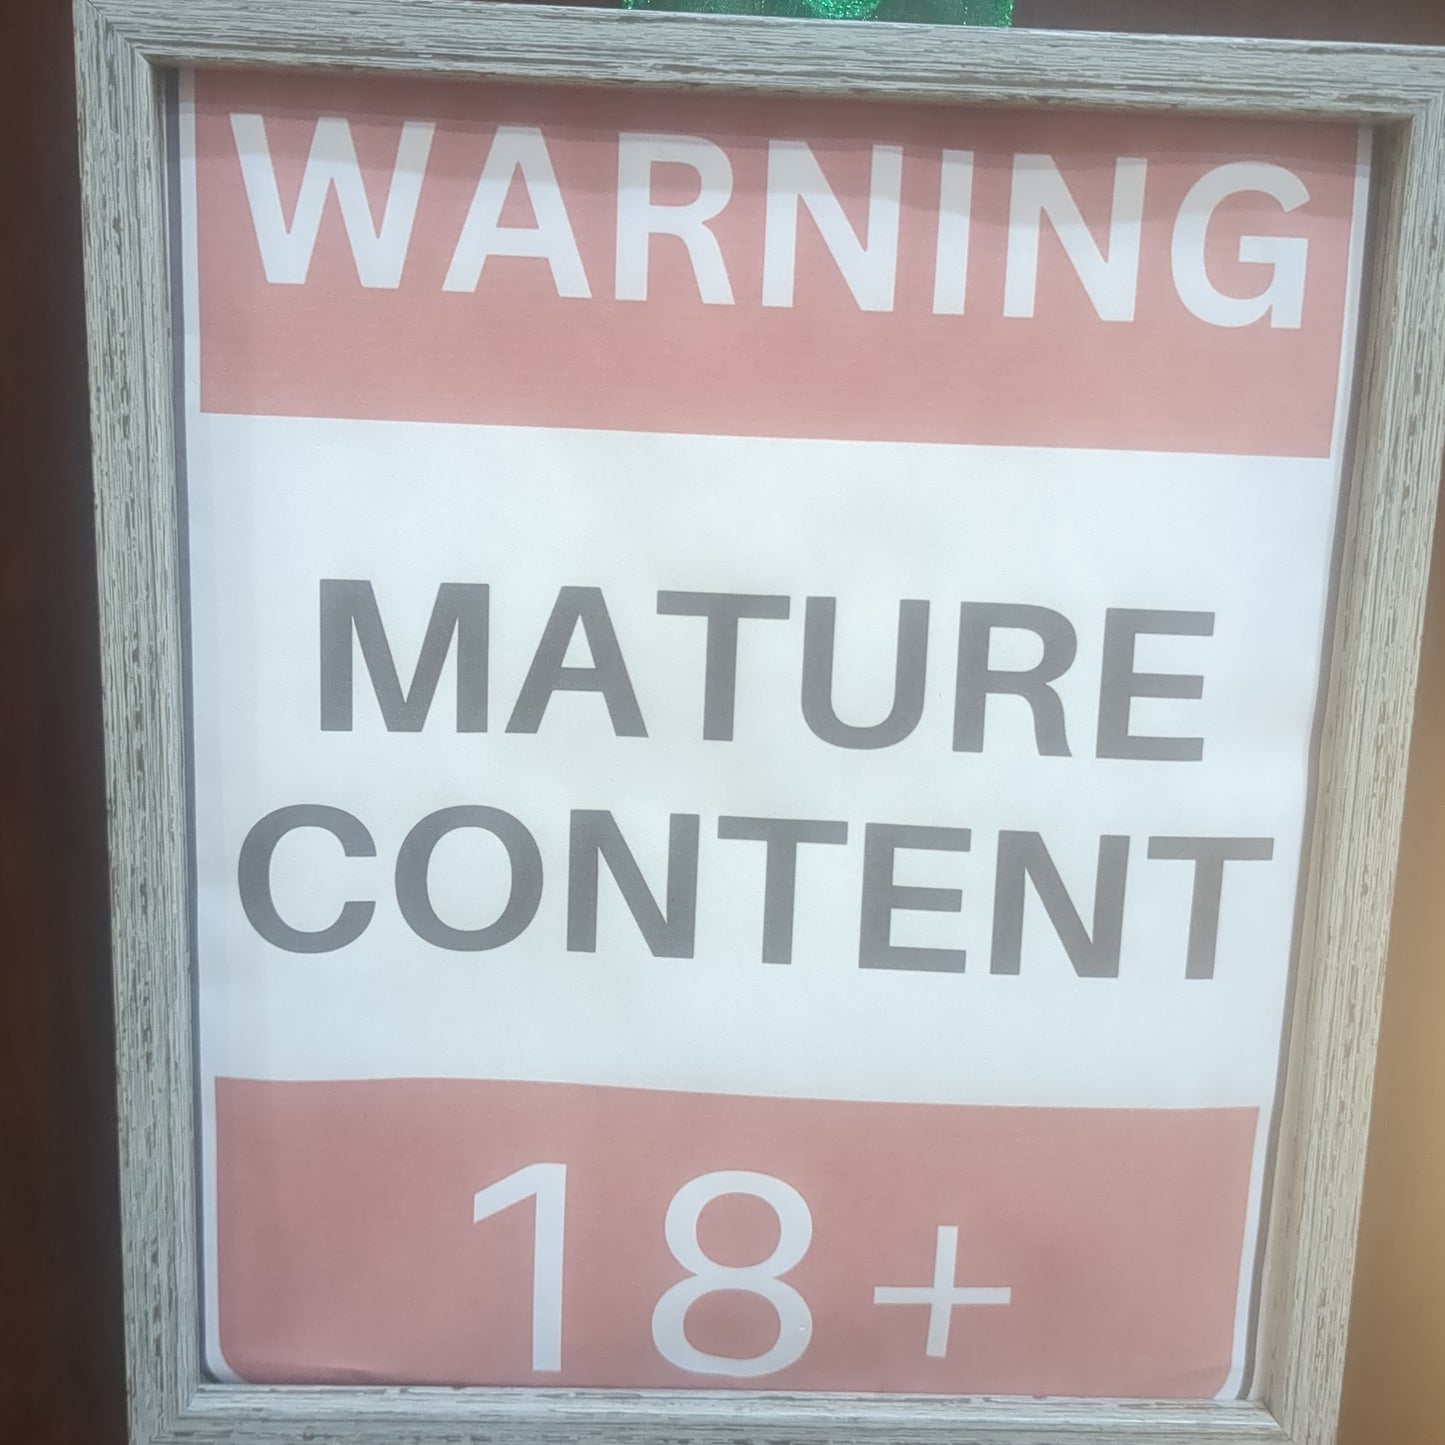 WARNING
MATURE
CONTENT
18+